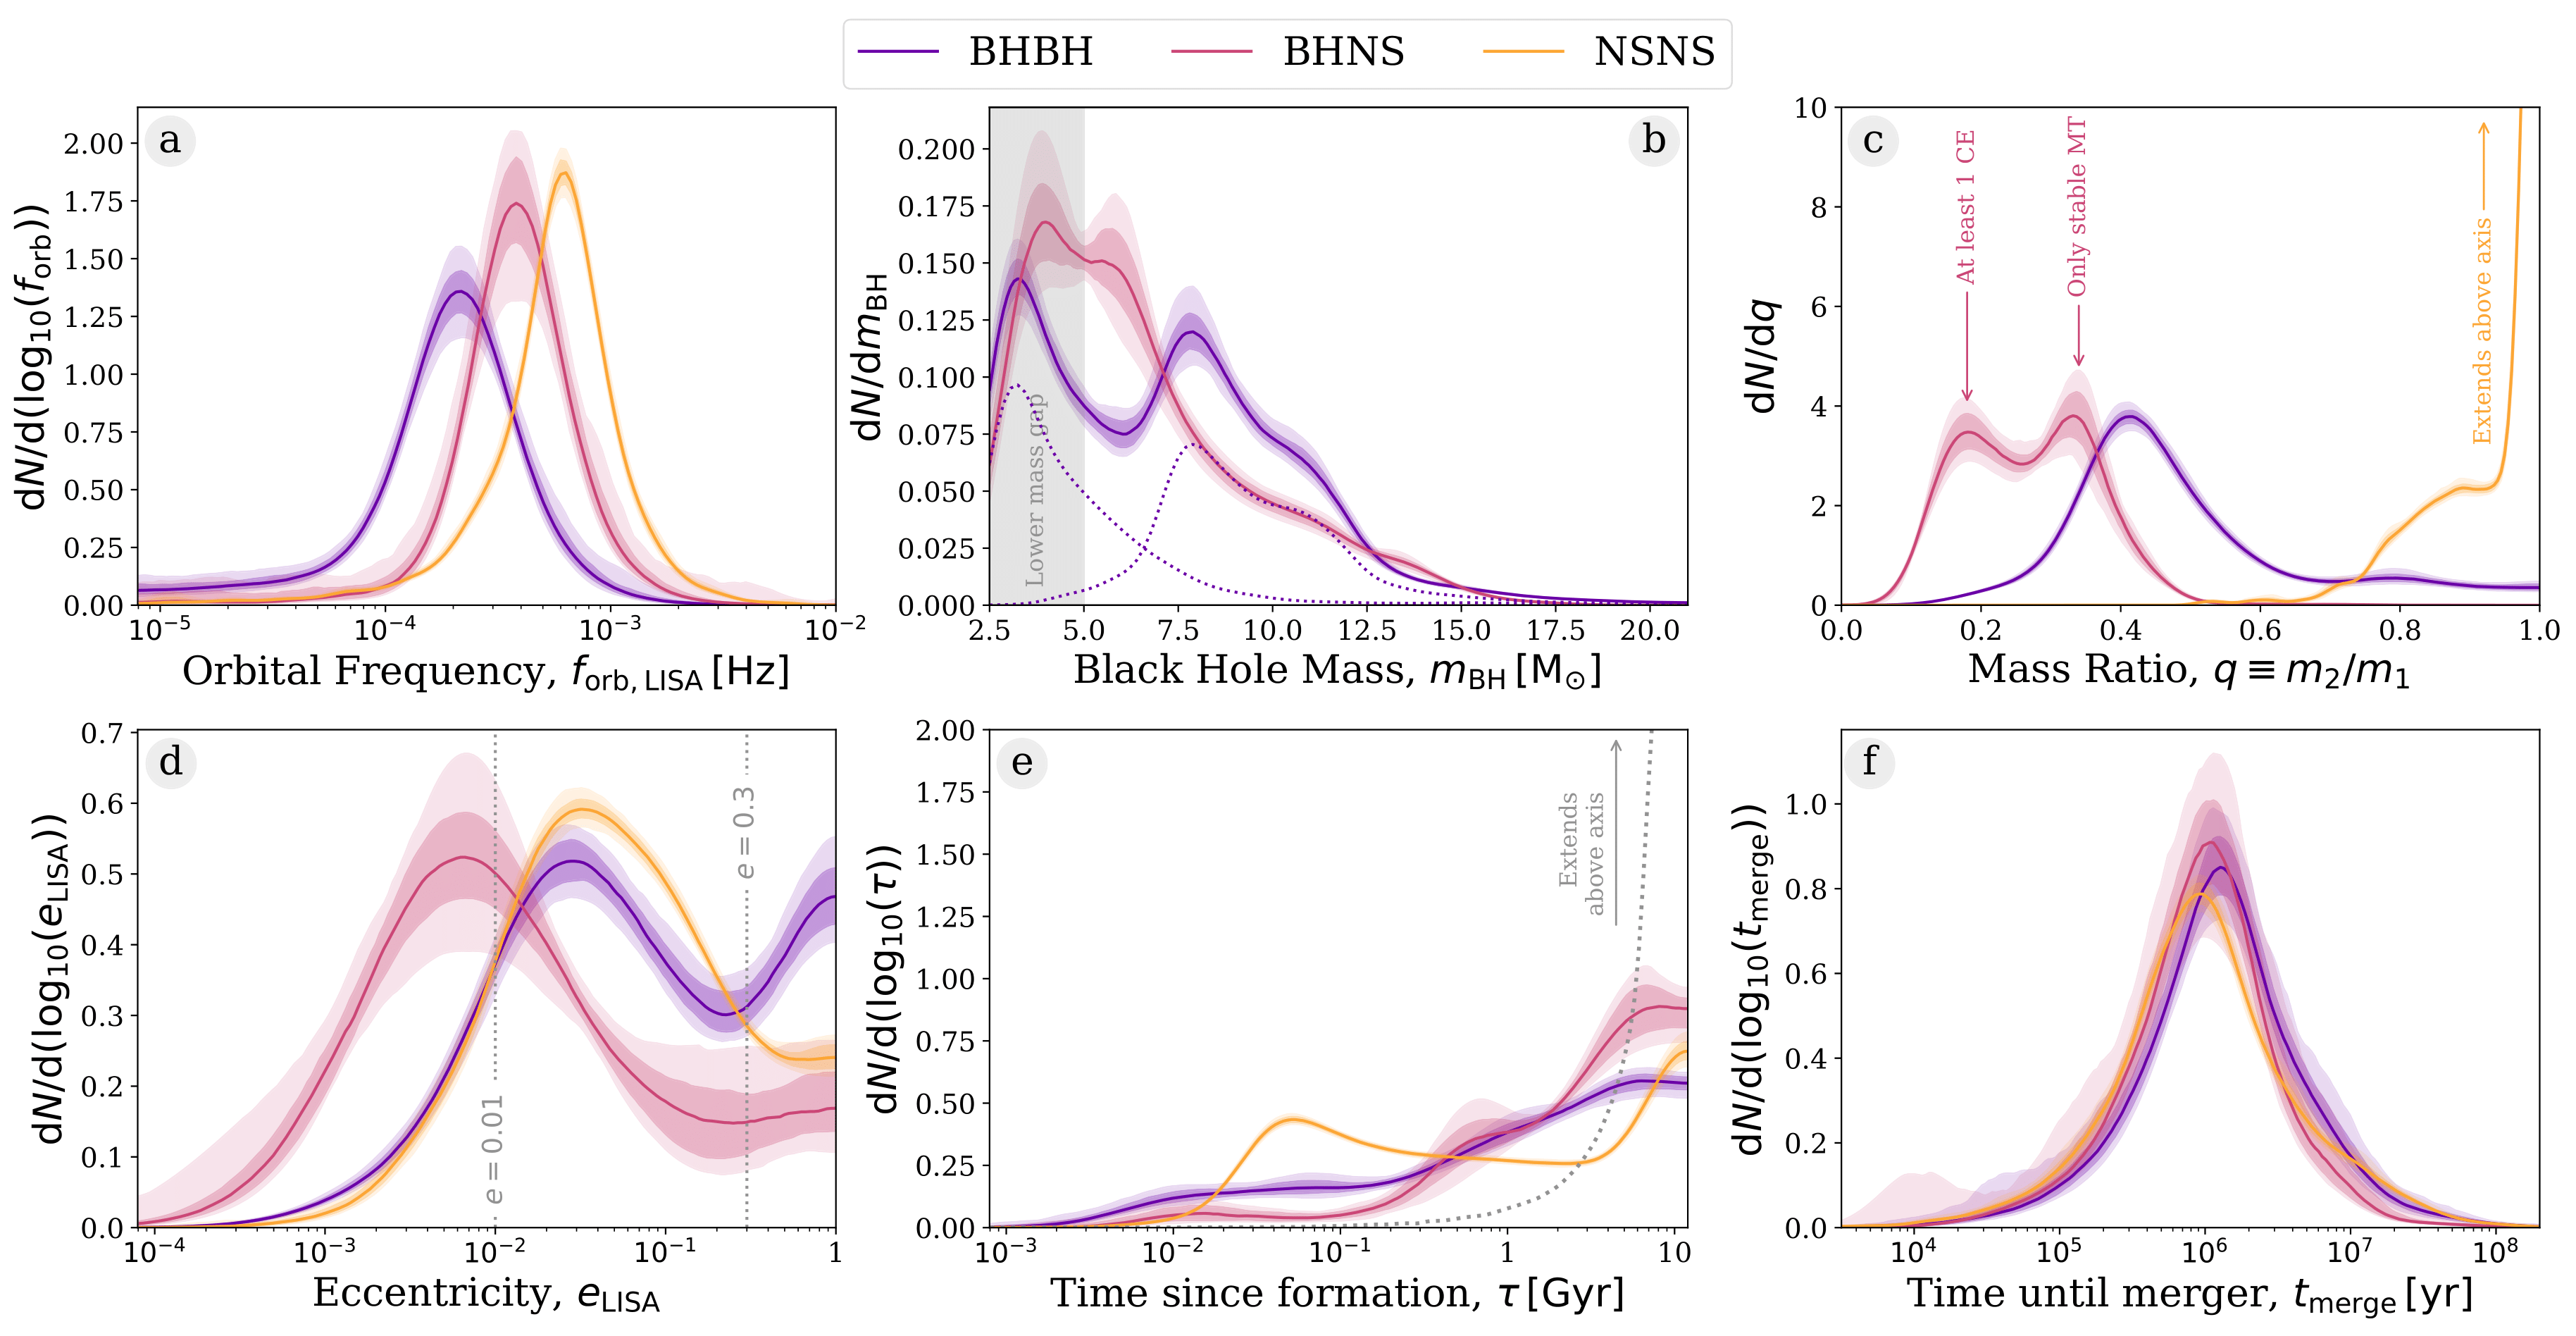 BHBH BHNS NSNS
a
dN/d(log₁₀(f_orb))
2.00
1.75
1.50
1.25
1.00
0.75
0.50
0.25
0.00
10⁻⁵ 10⁻⁴ 10⁻³ 10⁻²
Orbital Frequency, f_orb, LISA [Hz]
b
dN/dm_BH
0.200
0.175
0.150
0.125
0.100
0.075
0.050
0.025
0.000
Lower mass gap
2.5 5.0 7.5 10.0 12.5 15.0 17.5 20.0
Black Hole Mass, m_BH [M_⊙]
c
dN/dq
10
8
6
4
2
0
At least 1 CE
Only stable MT
Extends above axis
0.0 0.2 0.4 0.6 0.8 1.0
Mass Ratio, q ≡ m₂/m₁
d
dN/d(log₁₀(e_LISA))
0.7
0.6
0.5
0.4
0.3
0.2
0.1
0.0
e = 0.01
e = 0.3
10⁻⁴ 10⁻³ 10⁻² 10⁻¹ 1
Eccentricity, e_LISA
e
dN/d(log₁₀(τ))
2.00
1.75
1.50
1.25
1.00
0.75
0.50
0.25
0.00
Extends
above axis
10⁻³ 10⁻² 10⁻¹ 1 10
Time since formation, τ [Gyr]
f
dN/d(log₁₀(t_merge))
1.0
0.8
0.6
0.4
0.2
0.0
10⁴ 10⁵ 10⁶ 10⁷ 10⁸
Time until merger, t_merge [yr]